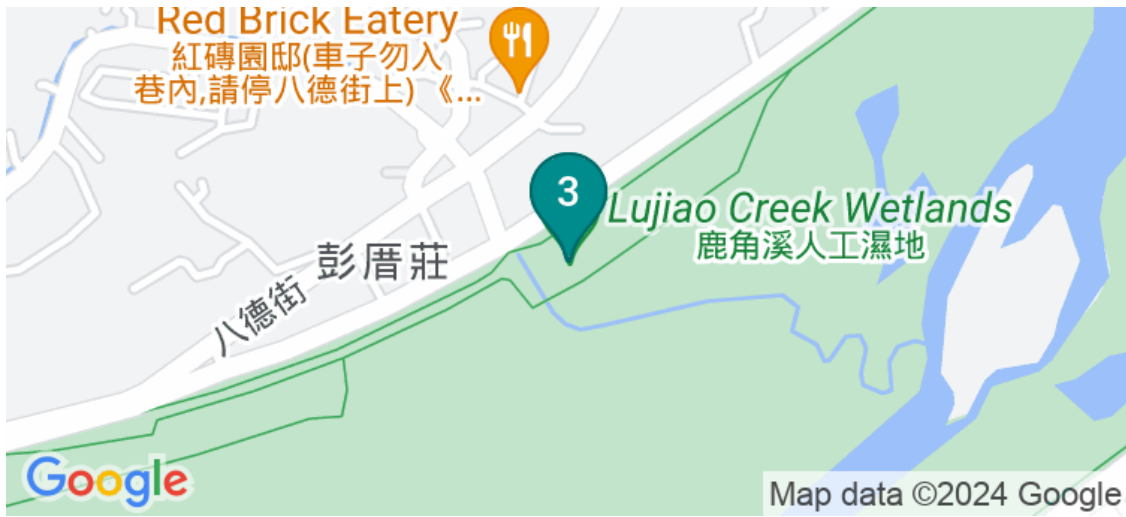 Red Brick Eatery
紅磚園邸(車子勿入
巷內,請停八德街上)《...
3
Lujiao Creek Wetlands
鹿角溪人工濕地
彭厝莊
八德街
Google
Map data ©2024 Google